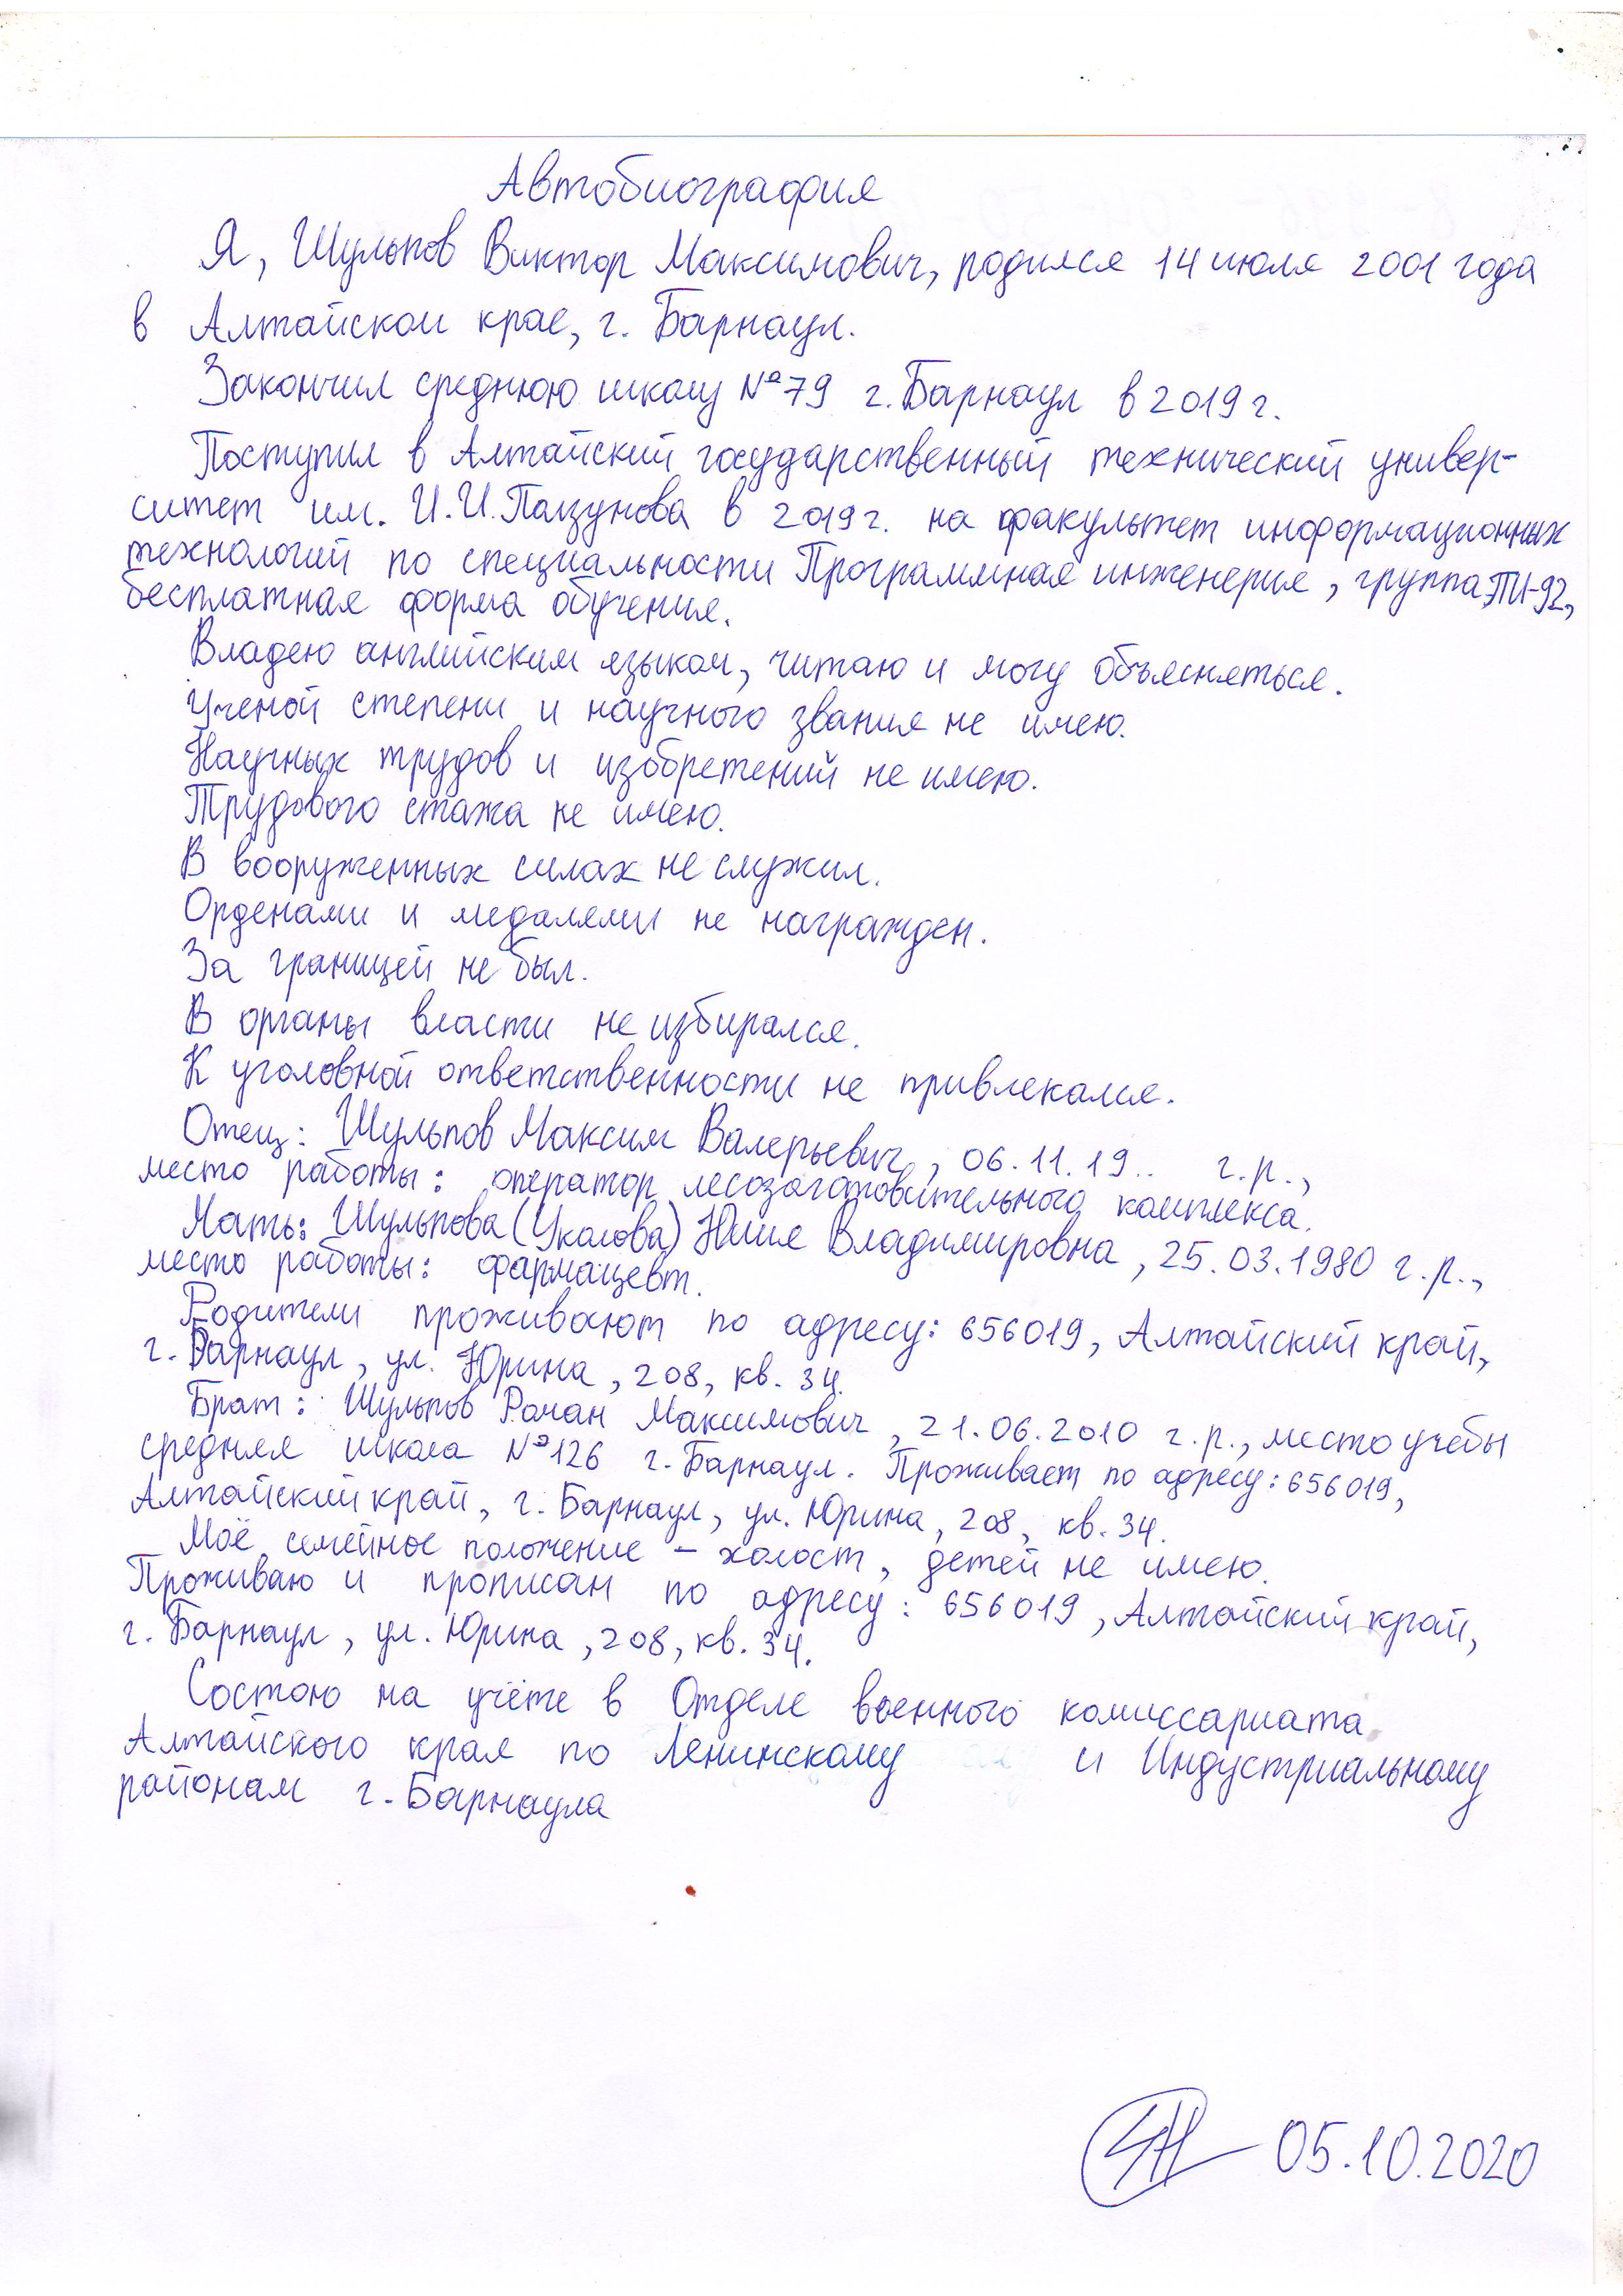 Автобиография
Я, Шульпов Виктор Максимович, родился 14 июля 2001 года
в Алтайском крае, г. Барнаул.
Закончил среднюю школу №79 г. Барнаул в 2019 г.
Поступил в Алтайский государственный технический универ-
ситет им. И.И. Ползунова в 2019 г. на факультет информационных
технологий по специальности Программная инженерия, группа ПИ-92,
бесплатная форма обучения.
Владею английским языком, читаю и могу объясняться.
Ученой степени и научного звания не имею.
Научных трудов и изобретений не имею.
Трудового стажа не имею.
В вооруженных силах не служил.
Орденами и медалями не награжден.
За границей не был.
В органы власти не избирался.
К уголовной ответственности не привлекался.
Отец: Шульпов Максим Валерьевич, 06.11.19.. г.р.,
место работы: оператор лесозаготовительного комплекса.
Мать: Шульпова (Уколова) Юлия Владимировна, 25.03.1980 г.р.,
место работы: фармацевт.
Родители проживают по адресу: 656019, Алтайский край,
г. Барнаул, ул. Юрина, 208, кв. 34.
Брат: Шульпов Роман Максимович, 21.06.2010 г.р., место учебы
средняя школа №126 г. Барнаул. Проживает по адресу: 656019,
Алтайский край, г. Барнаул, ул. Юрина, 208, кв. 34.
Моё семейное положение - холост, детей не имею.
Проживаю и прописан по адресу: 656019, Алтайский край,
г. Барнаул, ул. Юрина, 208, кв. 34.
Состою на учёте в Отделе военного комиссариата
Алтайского края по Ленинскому и Индустриальному
районам г. Барнаула
05.10.2020